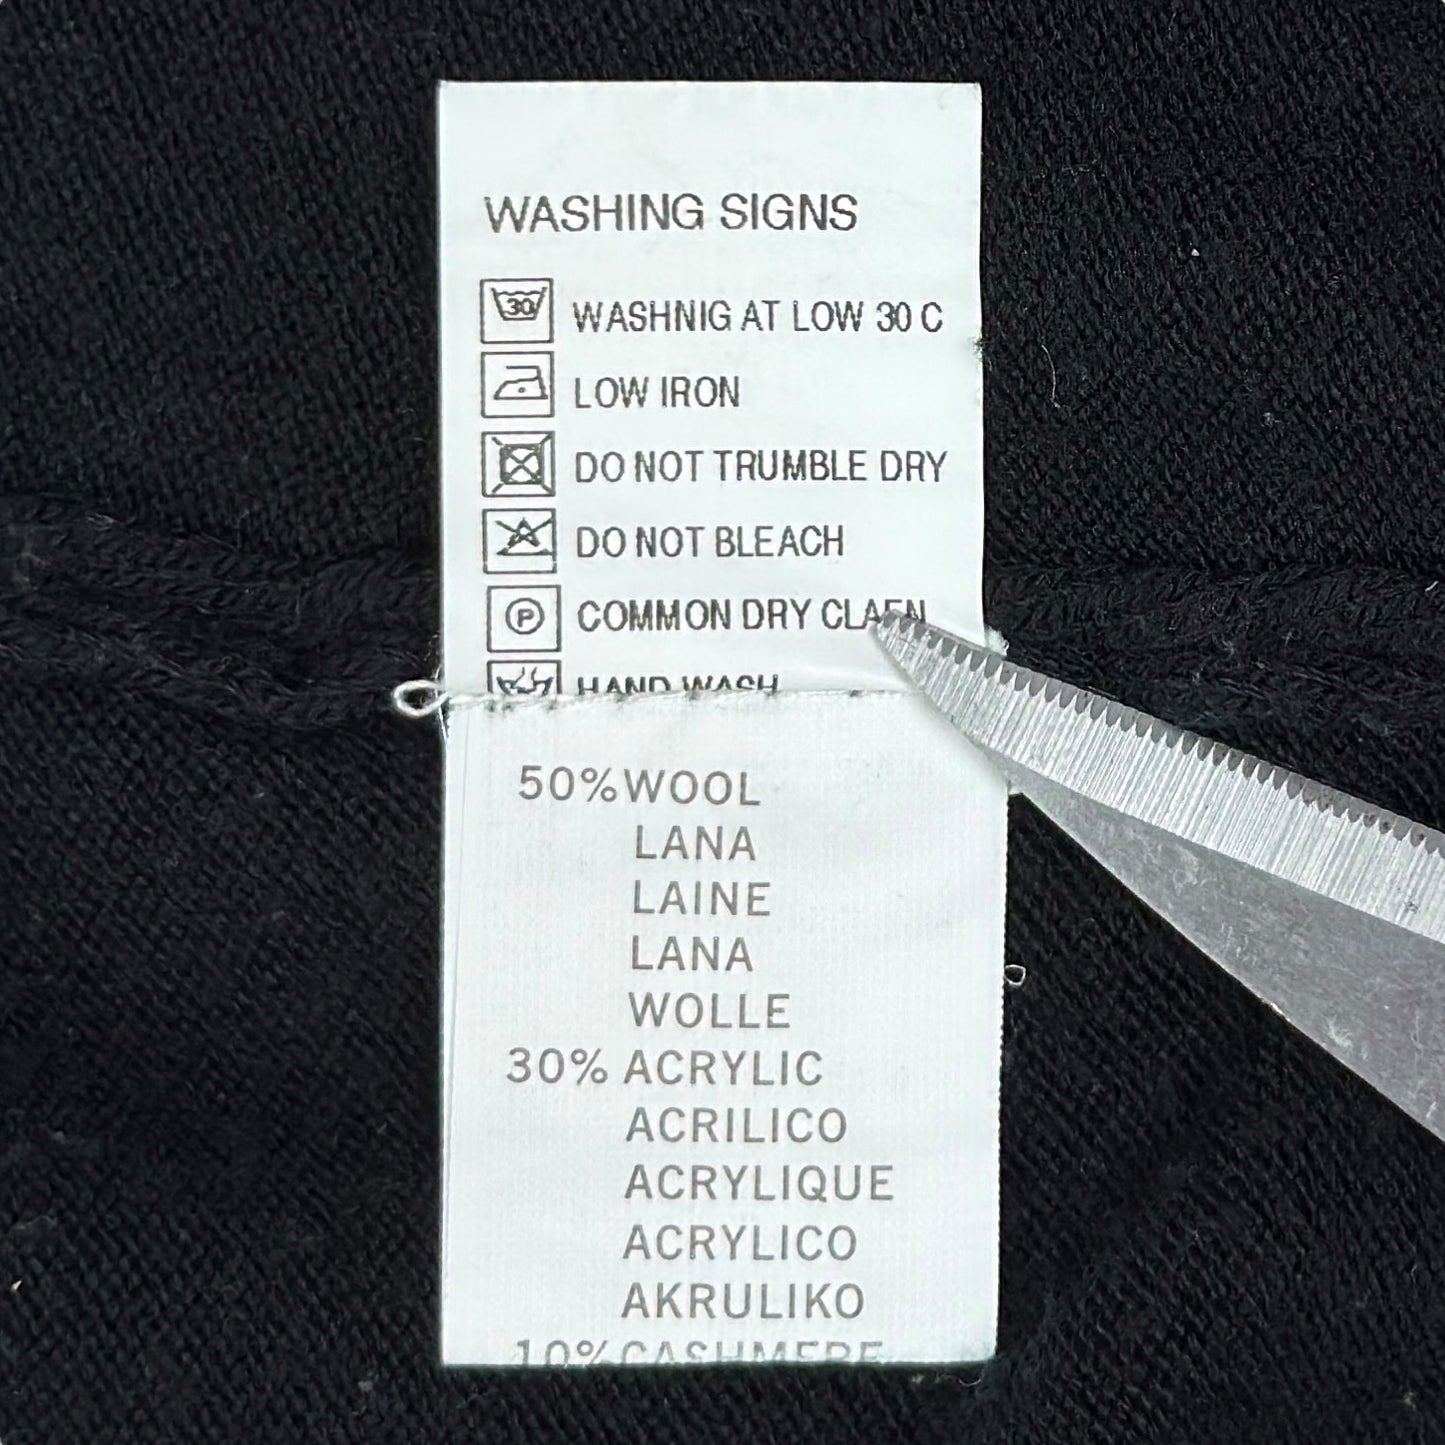 WASHING SIGNS
30 WASHNIG AT LOW 30 C
LOW IRON
DO NOT TRUMBLE DRY
DO NOT BLEACH
P COMMON DRY CLAEN
HAND WASH
50% WOOL
LANA
LAINE
LANA
WOLLE
30% ACRYLIC
ACRILICO
ACRYLIQUE
ACRYLICO
AKRULIKO
10% CASHMERE